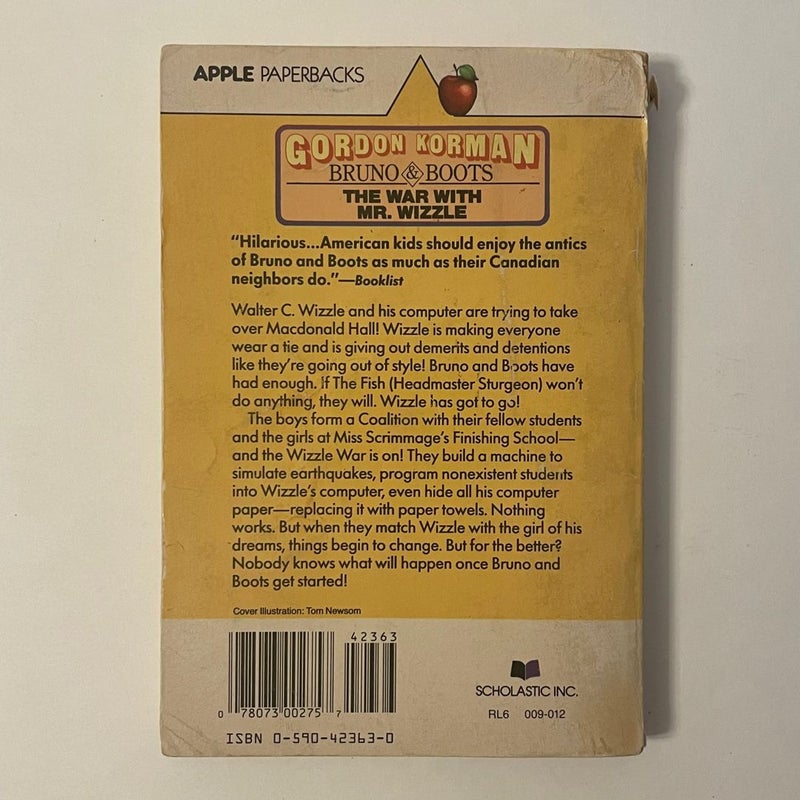 APPLE PAPERBACKS
GORDON KORMAN
BRUNO & BOOTS
THE WAR WITH
MR. WIZZLE
“Hilarious...American kids should enjoy the antics
of Bruno and Boots as much as their Canadian
neighbors do.”—Booklist
Walter C. Wizzle and his computer are trying to take
over Macdonald Hall! Wizzle is making everyone
wear a tie and is giving out demerits and detentions
like they’re going out of style! Bruno and Boots have
had enough. If The Fish (Headmaster Sturgeon) won’t
do anything, they will. Wizzle has got to go!
The boys form a Coalition with their fellow students
and the girls at Miss Scrimmage’s Finishing School—
and the Wizzle War is on! They build a machine to
simulate earthquakes, program nonexistent students
into Wizzle’s computer, even hide all his computer
paper—replacing it with paper towels. Nothing
works. But when they match Wizzle with the girl of his
dreams, things begin to change. But for the better?
Nobody knows what will happen once Bruno and
Boots get started!
Cover Illustration: Tom Newsom
42363
0 78073 00275 7
ISBN 0-590-42363-0
SCHOLASTIC INC.
RL6 009-012